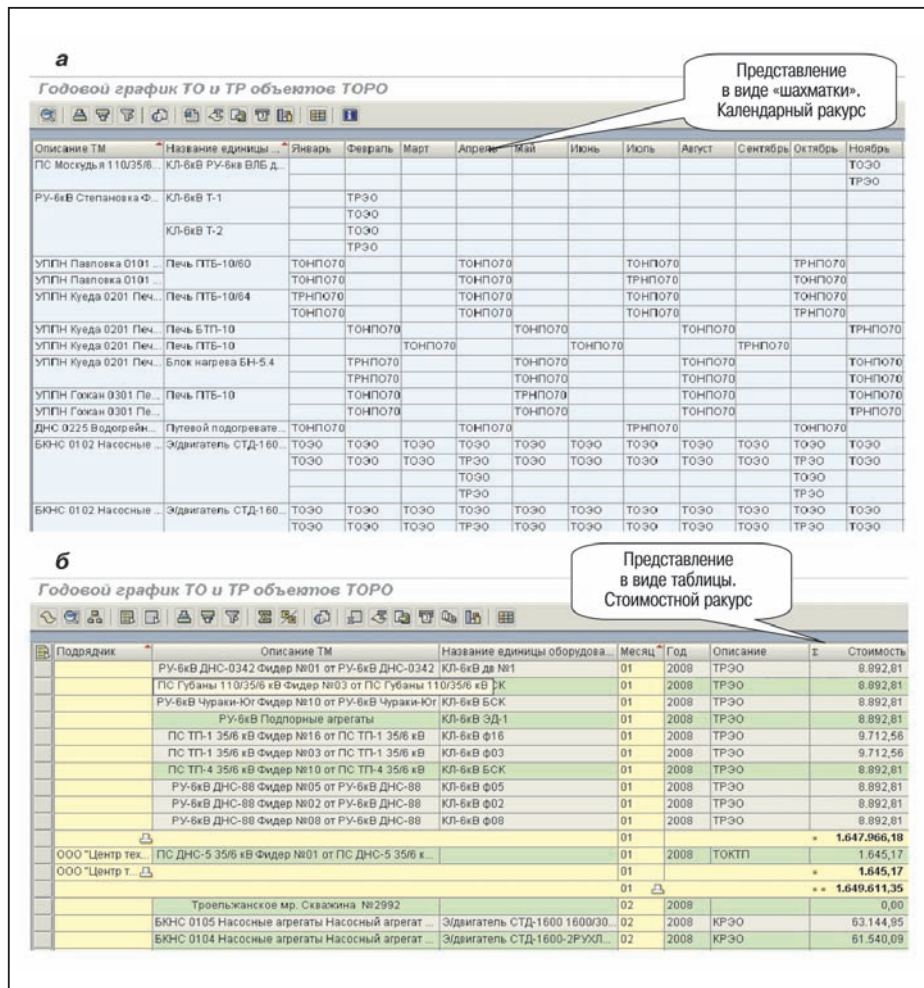 а
Представление
в виде «шахматки».
Календарный ракурс
Годовой график ТО и ТР объектов ТОРО
Описание ТМ Название единицы ... Январь Февраль Март Апрель Май Июнь Июль Август Сентябрь Октябрь Ноябрь
ПС Москудья 110/35/6... КЛ-6кВ РУ-6кв ВЛБ д... ТОЭО
ТРЭО
РУ-6кВ Степановка Ф... КЛ-6кВ Т-1 ТРЭО
ТОЭО
КЛ-6кВ Т-2 ТОЭО
ТРЭО
УППН Павловка 0101 ... Печь ПТБ-10/60 ТОНПО70 ТОНПО70 ТОНПО70 ТРНПО70
УППН Павловка 0101 ... ТОНПО70 ТОНПО70 ТРНПО70 ТОНПО70
УППН Куеда 0201 Печ... Печь ПТБ-10/64 ТРНПО70 ТОНПО70 ТОНПО70 ТОНПО70
ТОНПО70 ТОНПО70 ТОНПО70 ТРНПО70
УППН Куеда 0201 Печ... Печь БТП-10 ТОНПО70 ТОНПО70 ТОНПО70 ТРНПО70
УППН Куеда 0201 Печ... Печь ПТБ-10 ТОНПО70 ТОНПО70 ТРНПО70
УППН Куеда 0201 Печ... Блок нагрева БН-5.4 ТРНПО70 ТОНПО70 ТОНПО70 ТОНПО70
ТРНПО70 ТОНПО70 ТОНПО70 ТОНПО70
УППН Гожан 0301 Пе... Печь ПТБ-10 ТОНПО70 ТРНПО70 ТОНПО70 ТОНПО70
УППН Гожан 0301 Пе... ТОНПО70 ТОНПО70 ТОНПО70 ТРНПО70
ДНС 0225 Водогрейн... Путевой подогревате... ТОНПО70 ТОНПО70 ТРНПО70 ТОНПО70
БКНС 0102 Насосные ... Э/двигатель СТД-160... ТОЭО ТОЭО ТОЭО ТОЭО ТОЭО ТОЭО ТОЭО ТОЭО ТОЭО ТОЭО ТОЭО
ТОЭО ТОЭО ТОЭО ТРЭО ТОЭО ТОЭО ТОЭО ТОЭО ТОЭО ТРЭО ТОЭО
ТОЭО ТОЭО
ТРЭО ТРЭО
БКНС 0102 Насосные ... Э/двигатель СТД-160... ТОЭО ТОЭО ТОЭО ТОЭО ТОЭО ТОЭО ТОЭО ТОЭО ТОЭО ТОЭО ТОЭО
ТОЭО ТОЭО ТОЭО ТРЭО ТОЭО ТОЭО ТОЭО ТОЭО ТОЭО ТРЭО ТОЭО
б
Представление
в виде таблицы.
Стоимостной ракурс
Годовой график ТО и ТР объектов ТОРО
Подрядчик Описание ТМ Название единицы оборудова... Месяц Год Описание Σ Стоимость
РУ-6кВ ДНС-0342 Фидер №01 от РУ-6кВ ДНС-0342 КЛ-6кВ дв №1 01 2008 ТРЭО 8.892,81
ПС Губаны 110/35/6 кВ Фидер №03 от ПС Губаны 110/35/6 кВ СК 01 2008 ТРЭО 8.892,81
РУ-6кВ Чураки-Юг Фидер №10 от РУ-6кВ Чураки-Юг КЛ-6кВ БСК 01 2008 ТРЭО 8.892,81
РУ-6кВ Подпорные агрегаты КЛ-6кВ ЭД-1 01 2008 ТРЭО 8.892,81
ПС ТП-1 35/6 кВ Фидер №16 от ПС ТП-1 35/6 кВ КЛ-6кВ ф16 01 2008 ТРЭО 9.712,56
ПС ТП-1 35/6 кВ Фидер №03 от ПС ТП-1 35/6 кВ КЛ-6кВ ф03 01 2008 ТРЭО 9.712,56
ПС ТП-4 35/6 кВ Фидер №10 от ПС ТП-4 35/6 кВ КЛ-6кВ БСК 01 2008 ТРЭО 8.892,81
РУ-6кВ ДНС-88 Фидер №05 от РУ-6кВ ДНС-88 КЛ-6кВ ф05 01 2008 ТРЭО 8.892,81
РУ-6кВ ДНС-88 Фидер №02 от РУ-6кВ ДНС-88 КЛ-6кВ ф02 01 2008 ТРЭО 8.892,81
РУ-6кВ ДНС-88 Фидер №08 от РУ-6кВ ДНС-88 КЛ-6кВ ф08 01 2008 ТРЭО 8.892,81
01 1.647.966,18
ООО "Центр тех... ПС ДНС-5 35/6 кВ Фидер №01 от ПС ДНС-5 35/6 к... 01 2008 ТОКТП 1.645,17
ООО "Центр т... 01 1.645,17
01 1.649.611,35
Троельжанское мр. Скважина №2992 02 2008 0,00
БКНС 0105 Насосные агрегаты Насосный агрегат ... Э/двигатель СТД-1600 1600/30... 02 2008 КРЭО 63.144,95
БКНС 0104 Насосные агрегаты Насосный агрегат ... Э/двигатель СТД-1600-2РУХЛ... 02 2008 КРЭО 61.540,09